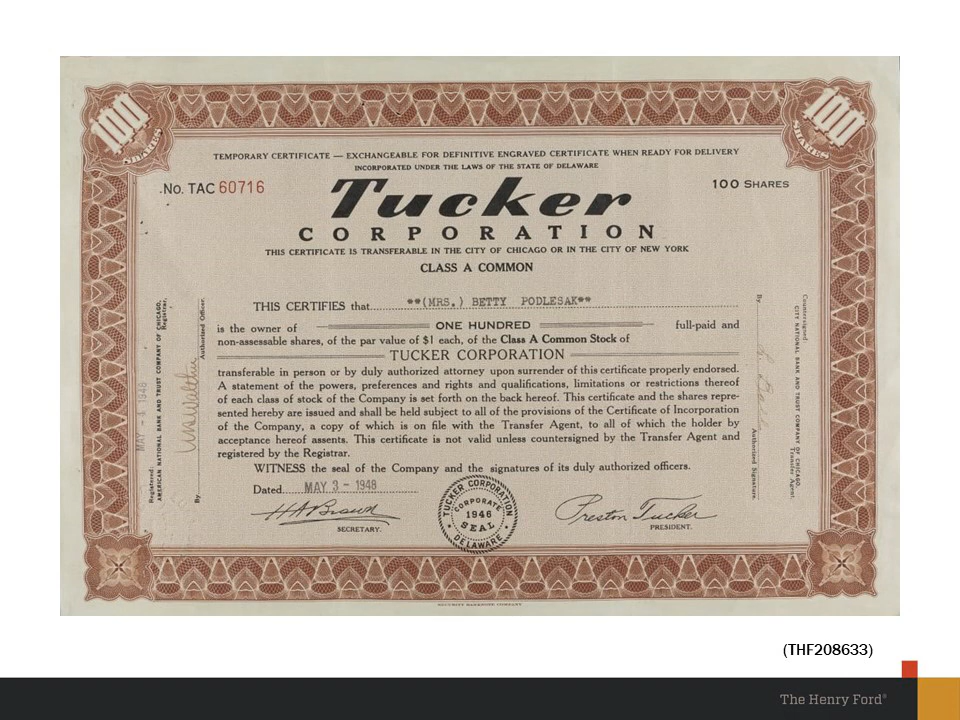 100
SHARES
100
SHARES
TEMPORARY CERTIFICATE — EXCHANGEABLE FOR DEFINITIVE ENGRAVED CERTIFICATE WHEN READY FOR DELIVERY
INCORPORATED UNDER THE LAWS OF THE STATE OF DELAWARE
No. TAC 60716
100 SHARES
Tucker
CORPORATION
THIS CERTIFICATE IS TRANSFERABLE IN THE CITY OF CHICAGO OR IN THE CITY OF NEW YORK
CLASS A COMMON
THIS CERTIFIES that **(MRS.) BETTY PODLESAK**
is the owner of ONE HUNDRED full-paid and
non-assessable shares, of the par value of $1 each, of the Class A Common Stock of
TUCKER CORPORATION
transferable in person or by duly authorized attorney upon surrender of this certificate properly endorsed.
A statement of the powers, preferences and rights and qualifications, limitations or restrictions thereof
of each class of stock of the Company is set forth on the back hereof. This certificate and the shares repre-
sented hereby are issued and shall be held subject to all of the provisions of the Certificate of Incorporation
of the Company, a copy of which is on file with the Transfer Agent, to all of which the holder by
acceptance hereof assents. This certificate is not valid unless countersigned by the Transfer Agent and
registered by the Registrar.
WITNESS the seal of the Company and the signatures of its duly authorized officers.
Dated MAY 3 - 1948
SECRETARY.
TUCKER CORPORATION
CORPORATE
1946
SEAL
DELAWARE
Preston Tucker
PRESIDENT.
MAY - 4 1948
Registered:
AMERICAN NATIONAL BANK AND TRUST COMPANY OF CHICAGO,
Registrar,
By
Authorized Officer.
By
Authorized Signature.
Countersigned:
CITY NATIONAL BANK AND TRUST COMPANY OF CHICAGO,
Transfer Agent.
SECURITY BANKNOTE COMPANY
(THF208633)
The Henry Ford®